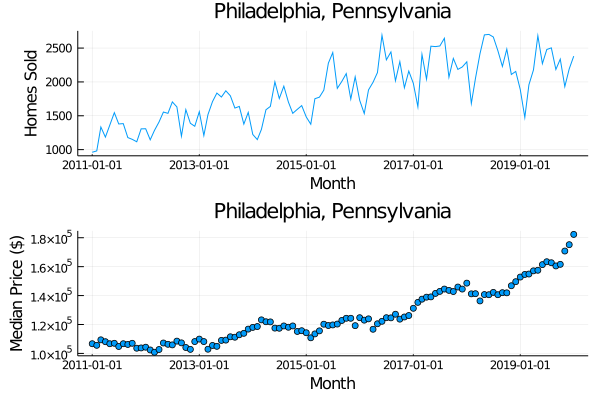 Philadelphia, Pennsylvania
Homes Sold
2500
2000
1500
1000
2011-01-01 2013-01-01 2015-01-01 2017-01-01 2019-01-01
Month
Philadelphia, Pennsylvania
Median Price ($)
1.8×10⁵
1.6×10⁵
1.4×10⁵
1.2×10⁵
1.0×10⁵
2011-01-01 2013-01-01 2015-01-01 2017-01-01 2019-01-01
Month